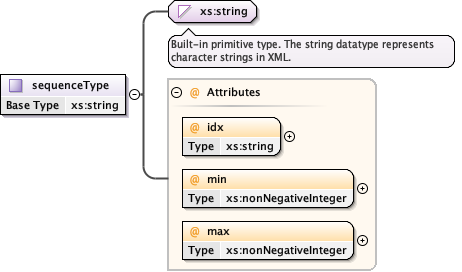 xs:string
Built-in primitive type. The string datatype represents
character strings in XML.
sequenceType
Base Type xs:string
@ Attributes
@ idx
Type xs:string
@ min
Type xs:nonNegativeInteger
@ max
Type xs:nonNegativeInteger